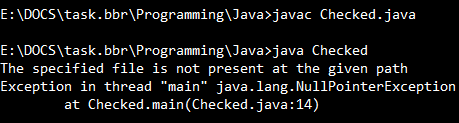 E:\DOCS\task.bbr\Programming\Java>javac Checked.java
E:\DOCS\task.bbr\Programming\Java>java Checked
The specified file is not present at the given path
Exception in thread "main" java.lang.NullPointerException
at Checked.main(Checked.java:14)